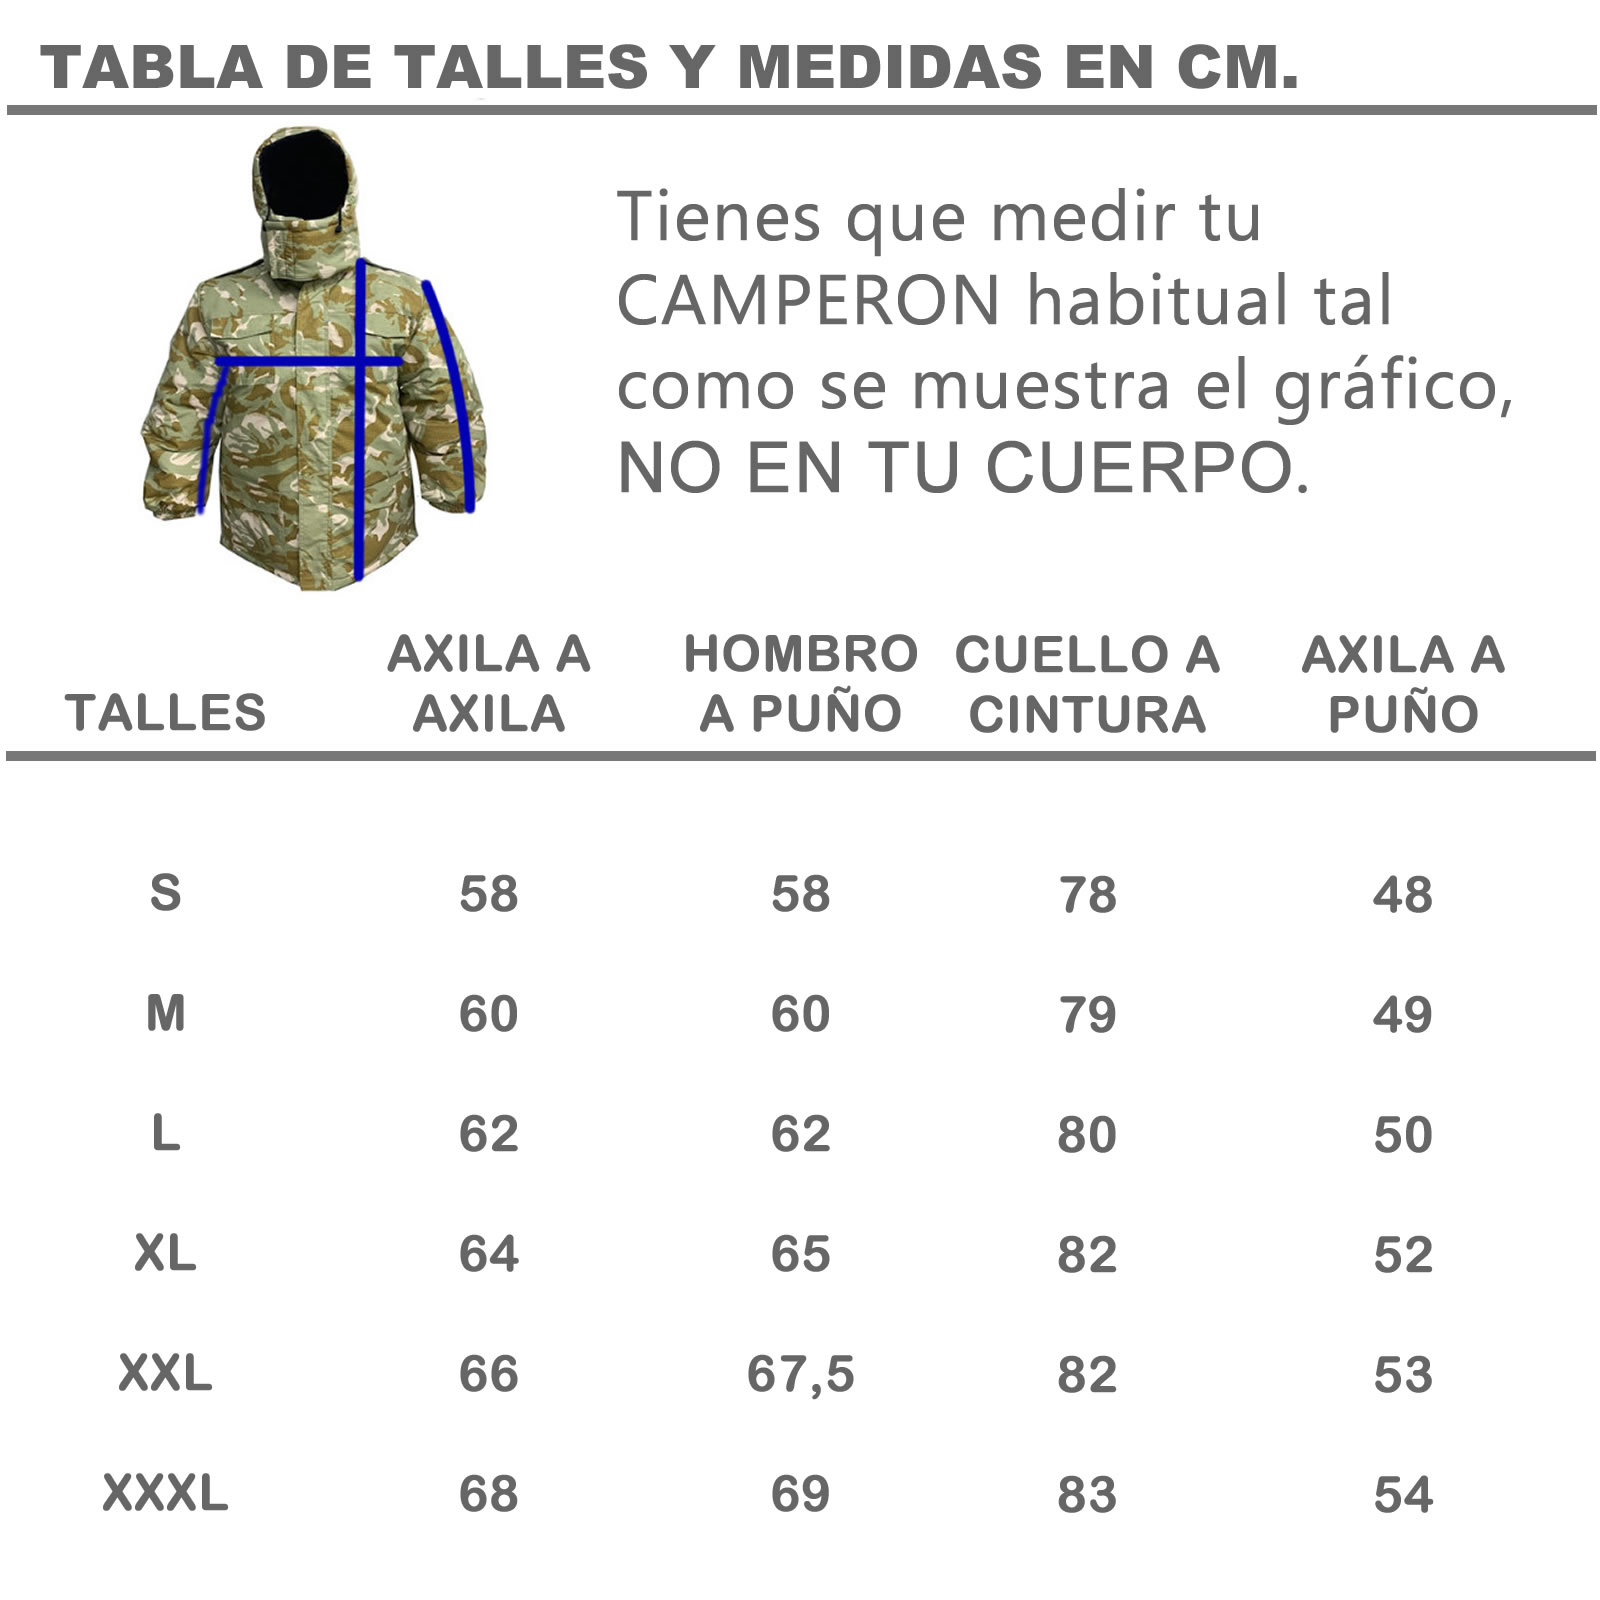 TABLA DE TALLES Y MEDIDAS EN CM.
Tienes que medir tu
CAMPERON habitual tal
como se muestra el gráfico,
NO EN TU CUERPO.
TALLES AXILA A AXILA HOMBRO A PUÑO CUELLO A CINTURA AXILA A PUÑO
S 58 58 78 48
M 60 60 79 49
L 62 62 80 50
XL 64 65 82 52
XXL 66 67,5 82 53
XXXL 68 69 83 54